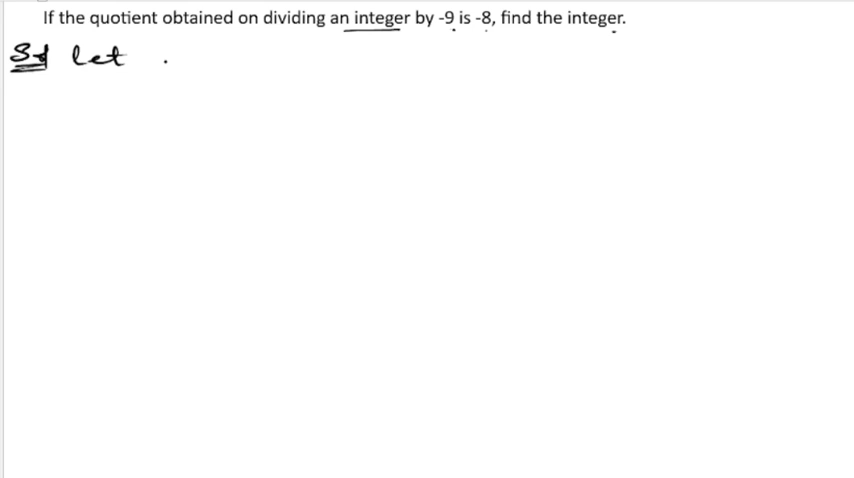 If the quotient obtained on dividing an integer by -9 is -8, find the integer.
Sol let